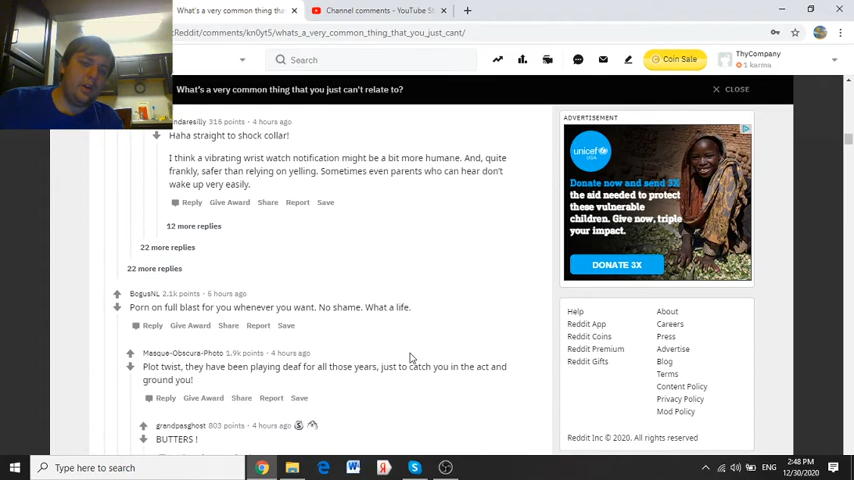 What's a very common thing tha
Channel comments - YouTube S
Reddit/comments/kn0yt5/whats_a_very_common_thing_that_you_just_cant/
Search
Coin Sale
ThyCompany
1 karma
What's a very common thing that you just can't relate to?
CLOSE
ndaresilly 315 points · 4 hours ago
Haha straight to shock collar!
I think a vibrating wrist watch notification might be a bit more humane. And, quite
frankly, safer than relying on yelling. Sometimes even parents who can hear don't
wake up very easily.
Reply Give Award Share Report Save
12 more replies
22 more replies
22 more replies
BogusNL 2.1k points · 5 hours ago
Porn on full blast for you whenever you want. No shame. What a life.
Reply Give Award Share Report Save
Masque-Obscura-Photo 1.9k points · 4 hours ago
Plot twist, they have been playing deaf for all those years, just to catch you in the act and
ground you!
Reply Give Award Share Report Save
grandpasghost 803 points · 4 hours ago
BUTTERS !
ADVERTISEMENT
unicef
USA
Donate now and send 3X
the aid needed to protect
these vulnerable
children. Give now, triple
your impact.
DONATE 3X
Help About
Reddit App Careers
Reddit Coins Press
Reddit Premium Advertise
Reddit Gifts Blog
Terms
Content Policy
Privacy Policy
Mod Policy
Reddit Inc © 2020. All rights reserved
Type here to search
ENG
2:48 PM
12/30/2020